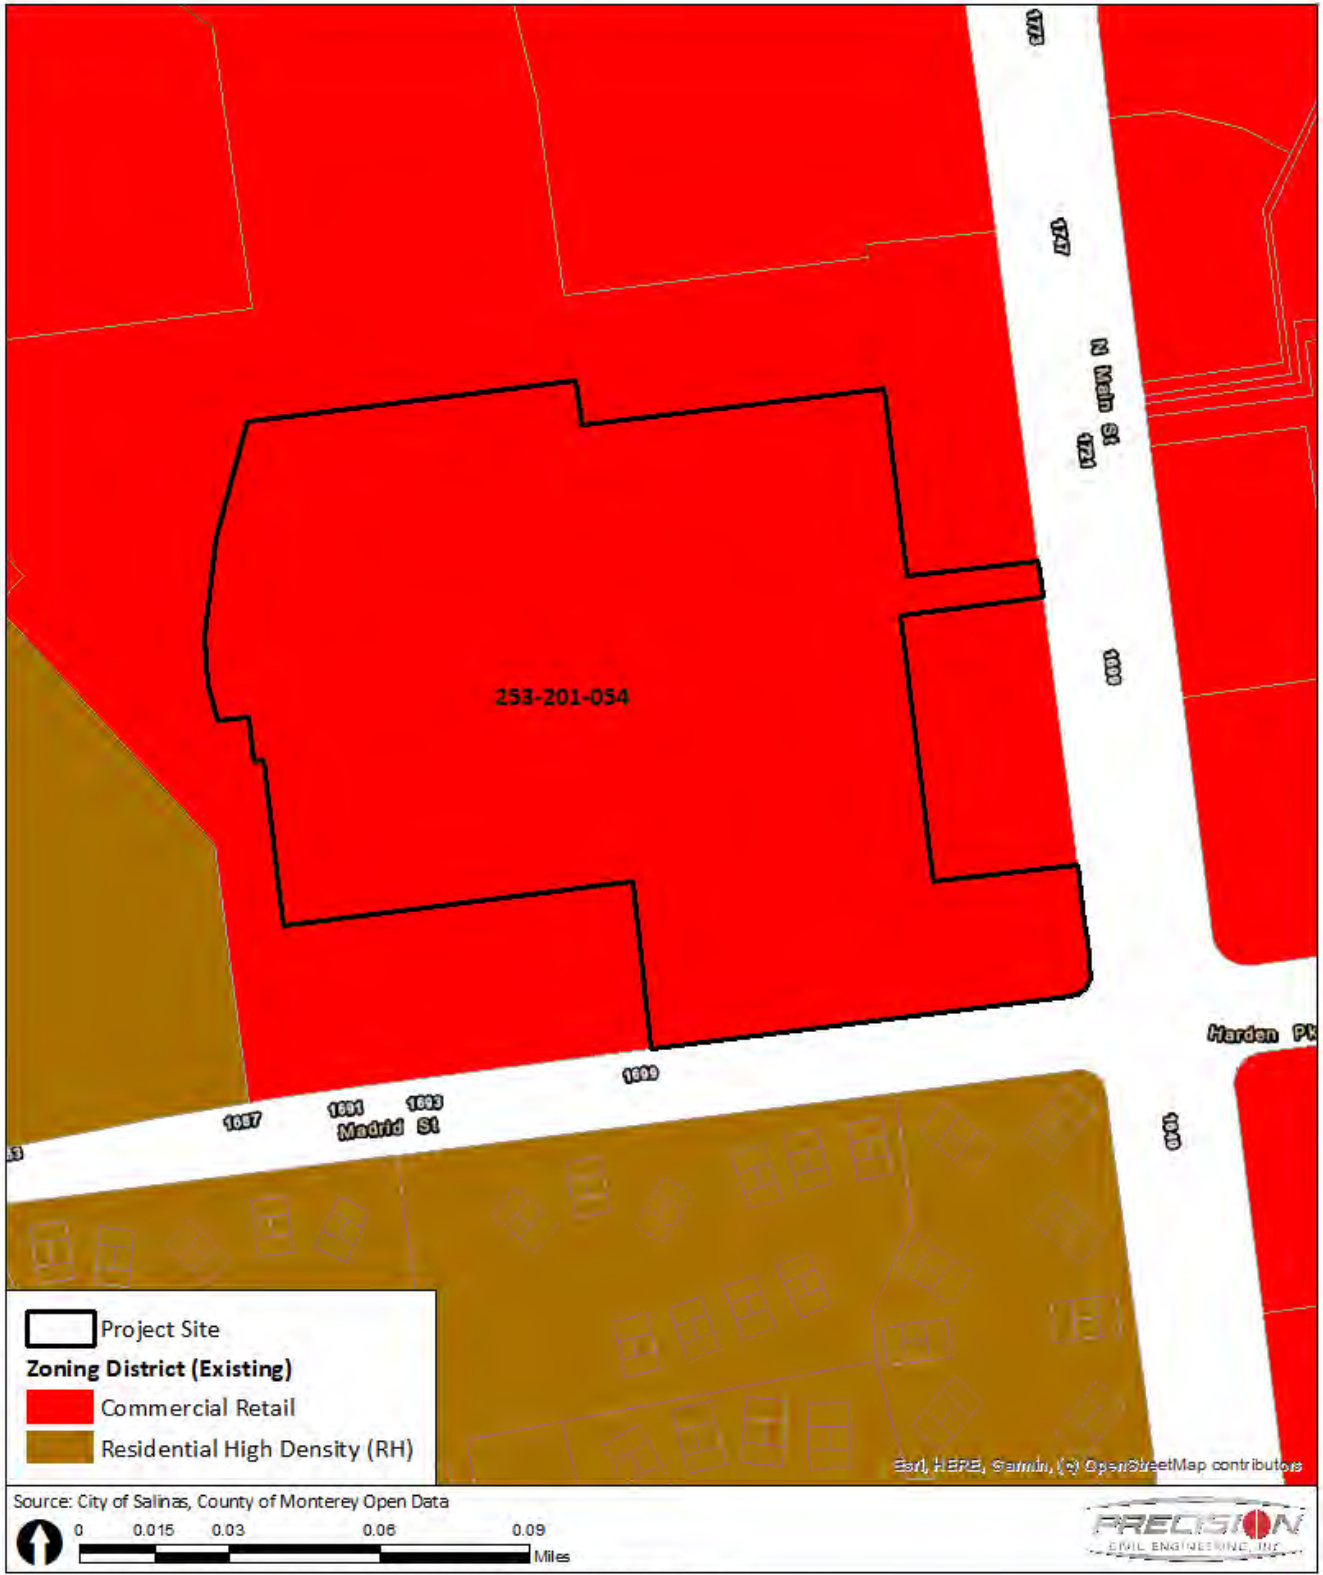 1773
1747
N Main St
1721
253-201-054
1698
Harden Pk
1699
1691
1693
1687
Madrid St
1640
Project Site
Zoning District (Existing)
Commercial Retail
Residential High Density (RH)
Esri, HERE, Garmin, (c) OpenStreetMap contributors
Source: City of Salinas, County of Monterey Open Data
0 0.015 0.03 0.06 0.09
Miles
PRECISION
CIVIL ENGINEERING, INC.